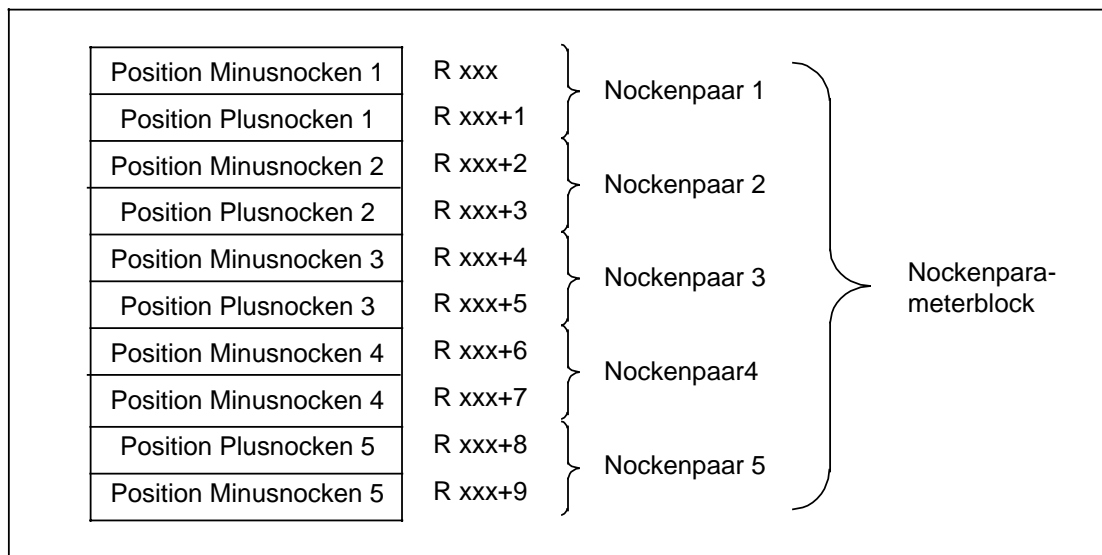 Position Minusnocken 1 R xxx
Nockenpaar 1
Position Plusnocken 1 R xxx+1
Position Minusnocken 2 R xxx+2
Nockenpaar 2
Position Plusnocken 2 R xxx+3
Position Minusnocken 3 R xxx+4
Nockenpaar 3
Position Plusnocken 3 R xxx+5
Position Minusnocken 4 R xxx+6
Nockenpaar4
Position Minusnocken 4 R xxx+7
Position Plusnocken 5 R xxx+8
Nockenpaar 5
Position Minusnocken 5 R xxx+9
Nockenpara-
meterblock